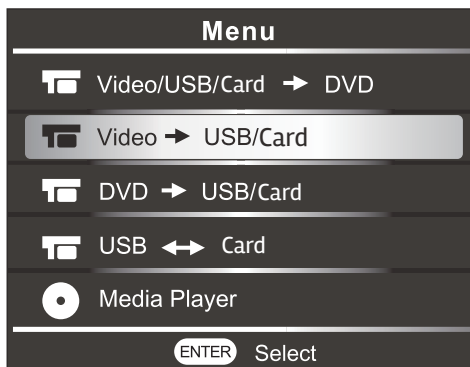 Menu
Video/USB/Card → DVD
Video → USB/Card
DVD → USB/Card
USB ↔ Card
Media Player
ENTER Select